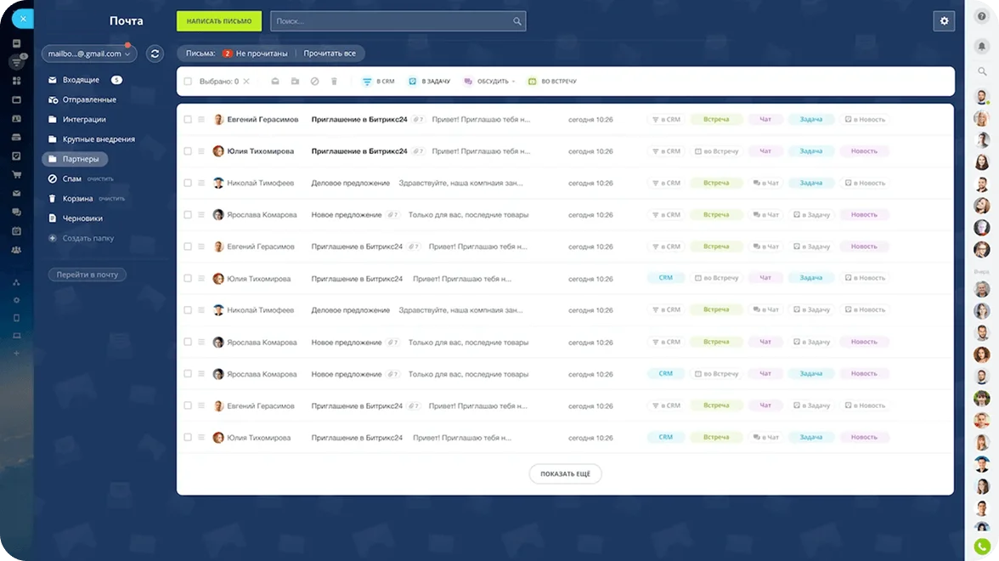 Почта
НАПИСАТЬ ПИСЬМО
Поиск...
mailbo...@.gmail.com
Письма: 2 Не прочитаны
Прочитать все
Входящие 5
Отправленные
Интеграции
Крупные внедрения
Партнеры
Спам очистить
Корзина очистить
Черновики
Создать папку
Перейти в почту
Выбрано: 0
В CRM
В ЗАДАЧУ
ОБСУДИТЬ
ВО ВСТРЕЧУ
Евгений Герасимов Приглашение в Битрикс24 7 Привет! Приглашаю тебя н... сегодня 10:26 в CRM Встреча Чат Задача в Новость
Юлия Тихомирова Приглашение в Битрикс24 7 Привет! Приглашаю тебя н... сегодня 10:26 в CRM во Встречу Чат Задача Новость
Николай Тимофеев Деловое предложение Здравствуйте, наша компнаия зан... сегодня 10:26 в CRM Встреча в Чат Задача в Новость
Ярослава Комарова Новое предложение 7 Только для вас, последние товары сегодня 10:26 в CRM Встреча в Чат в Задачу Новость
Евгений Герасимов Приглашение в Битрикс24 7 Привет! Приглашаю тебя н... сегодня 10:26 в CRM Встреча в Чат в Задачу Новость
Юлия Тихомирова Приглашение в Битрикс24 Привет! Приглашаю тебя н... сегодня 10:26 CRM во Встречу Чат Задача в Новость
Николай Тимофеев Деловое предложение Здравствуйте, наша компнаия зан... сегодня 10:26 в CRM Встреча в Чат в Задачу в Новость
Ярослава Комарова Новое предложение 7 Только для вас, последние товары сегодня 10:26 в CRM Встреча Чат в Задачу Новость
Ярослава Комарова Новое предложение 7 Только для вас, последние товары сегодня 10:26 CRM во Встречу Чат Задача Новость
Евгений Герасимов Приглашение в Битрикс24 7 Привет! Приглашаю тебя н... сегодня 10:26 в CRM Встреча Чат в Задачу в Новость
Юлия Тихомирова Приглашение в Битрикс24 Привет! Приглашаю тебя н... сегодня 10:26 CRM Встреча в Чат Задача Новость
ПОКАЗАТЬ ЕЩЁ
Вчера